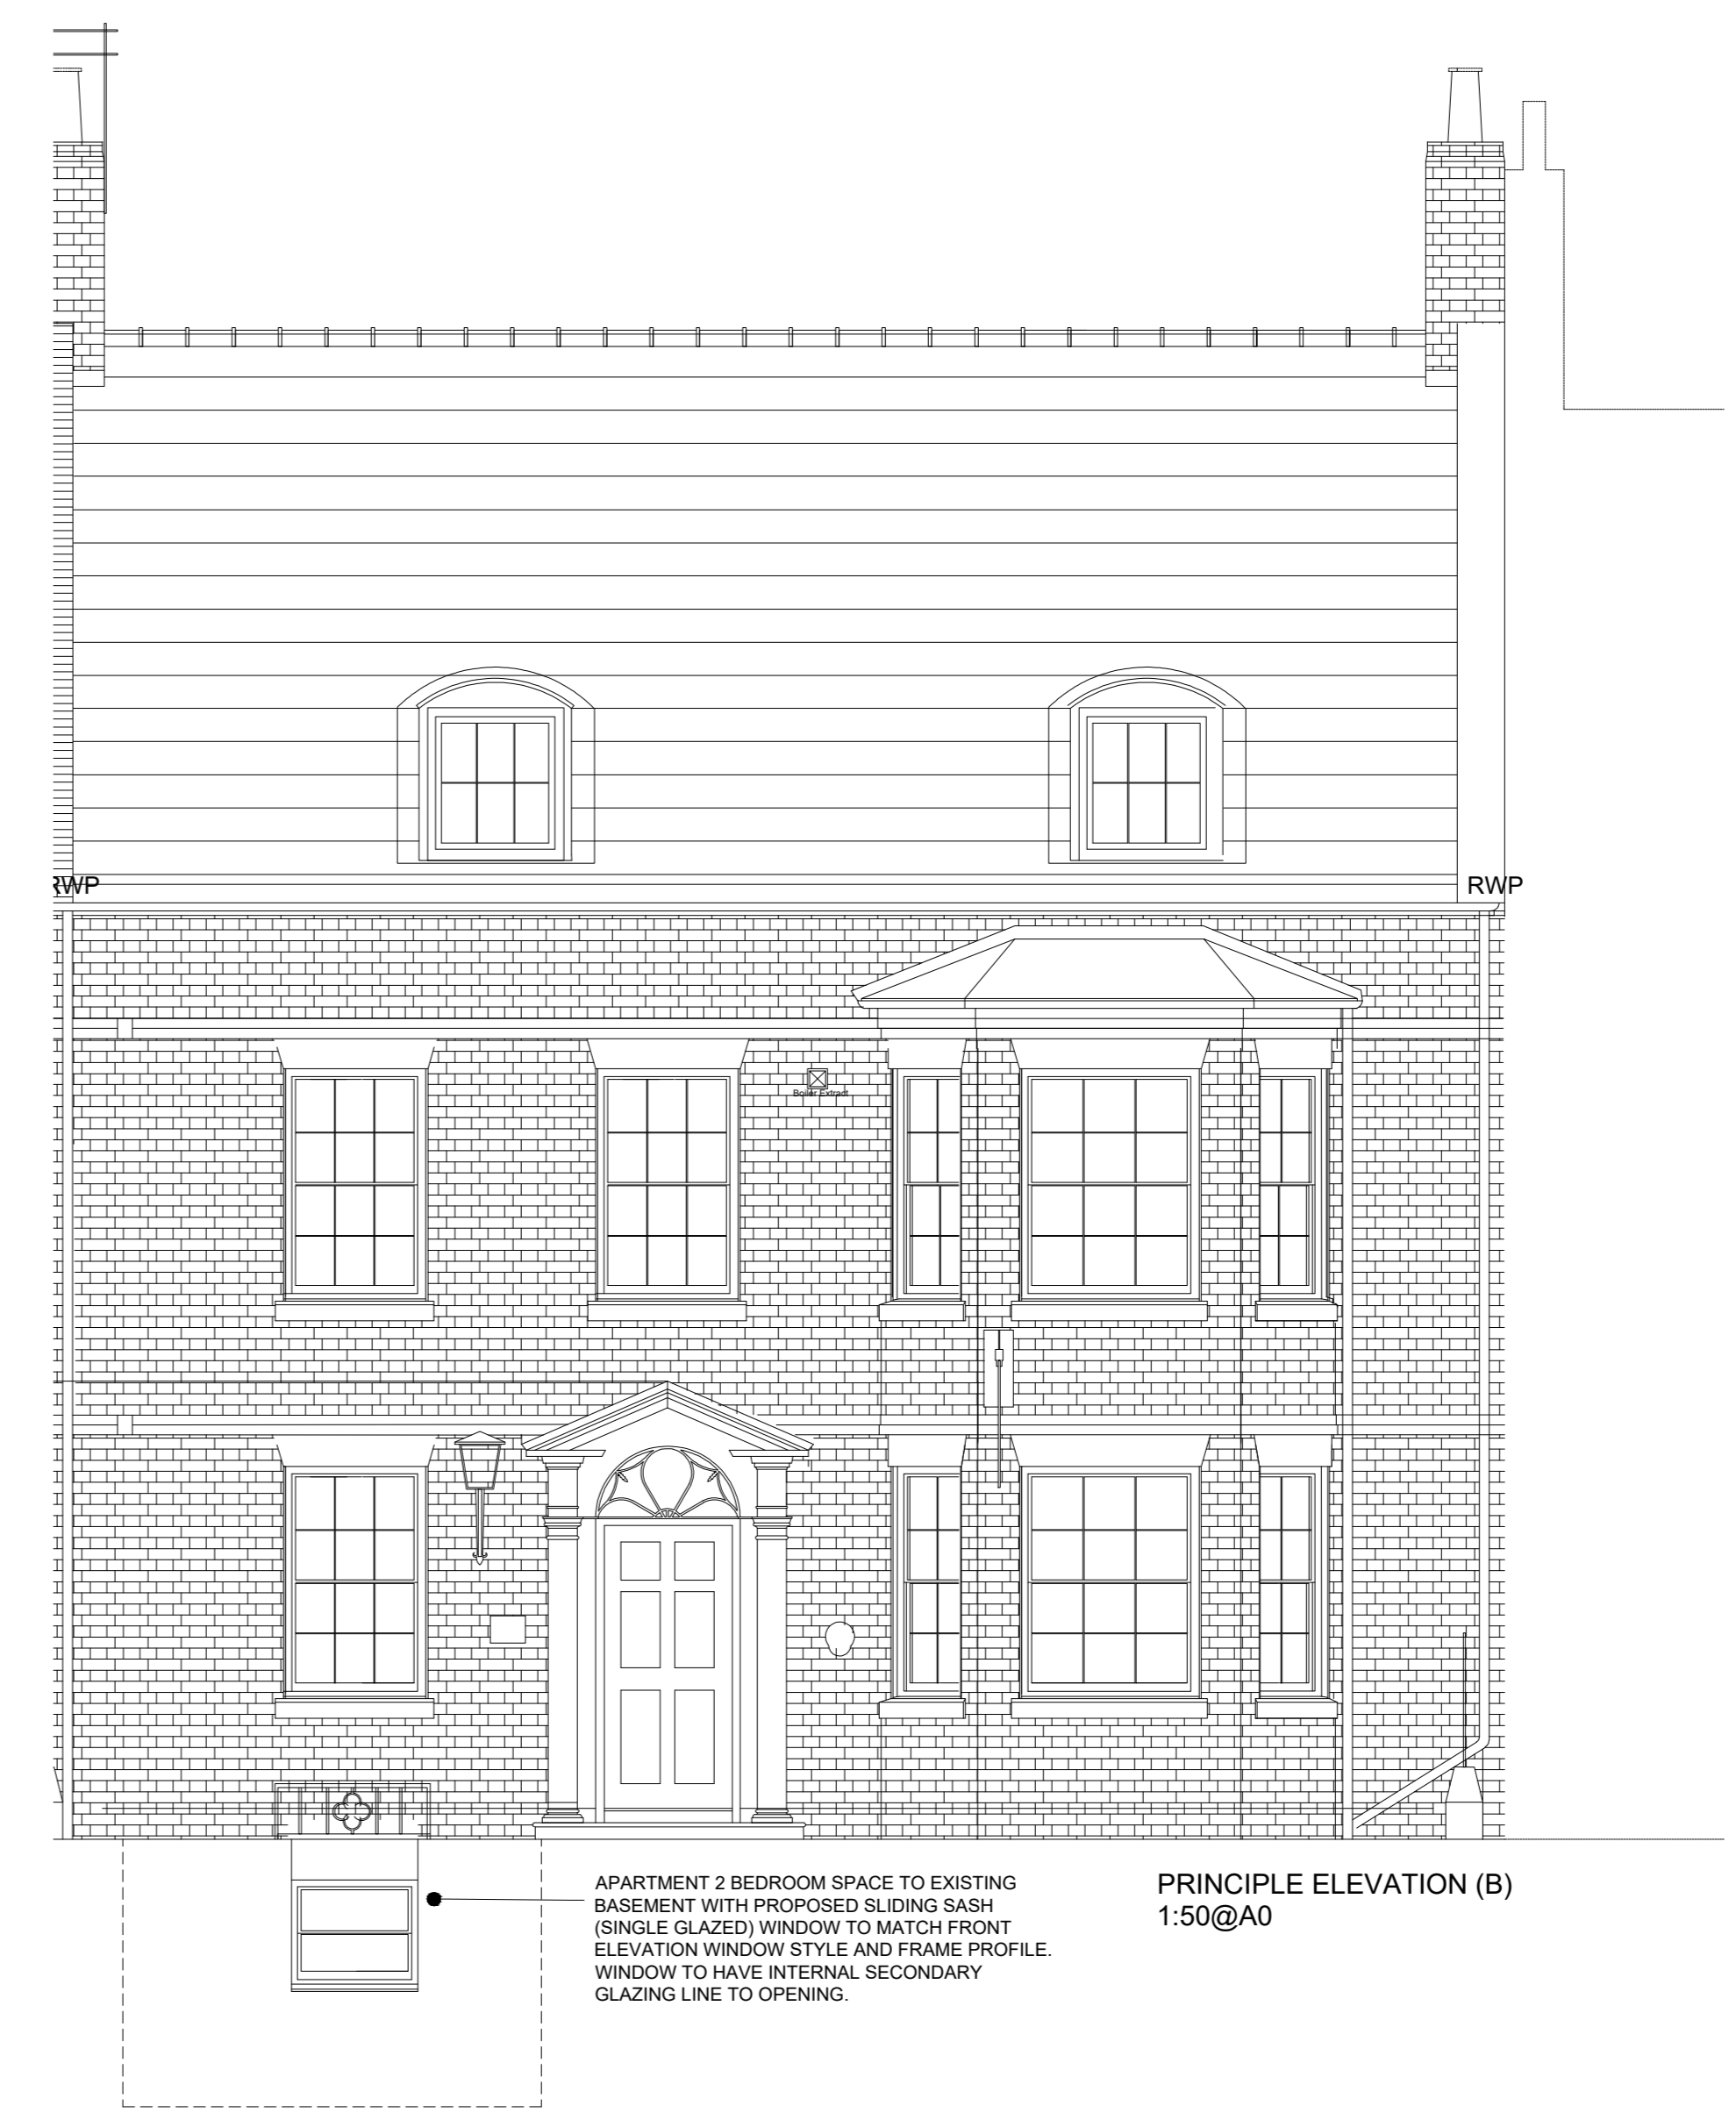 RWP
RWP
Boiler Extract
APARTMENT 2 BEDROOM SPACE TO EXISTING
BASEMENT WITH PROPOSED SLIDING SASH
(SINGLE GLAZED) WINDOW TO MATCH FRONT
ELEVATION WINDOW STYLE AND FRAME PROFILE.
WINDOW TO HAVE INTERNAL SECONDARY
GLAZING LINE TO OPENING.
PRINCIPLE ELEVATION (B)
1:50@A0